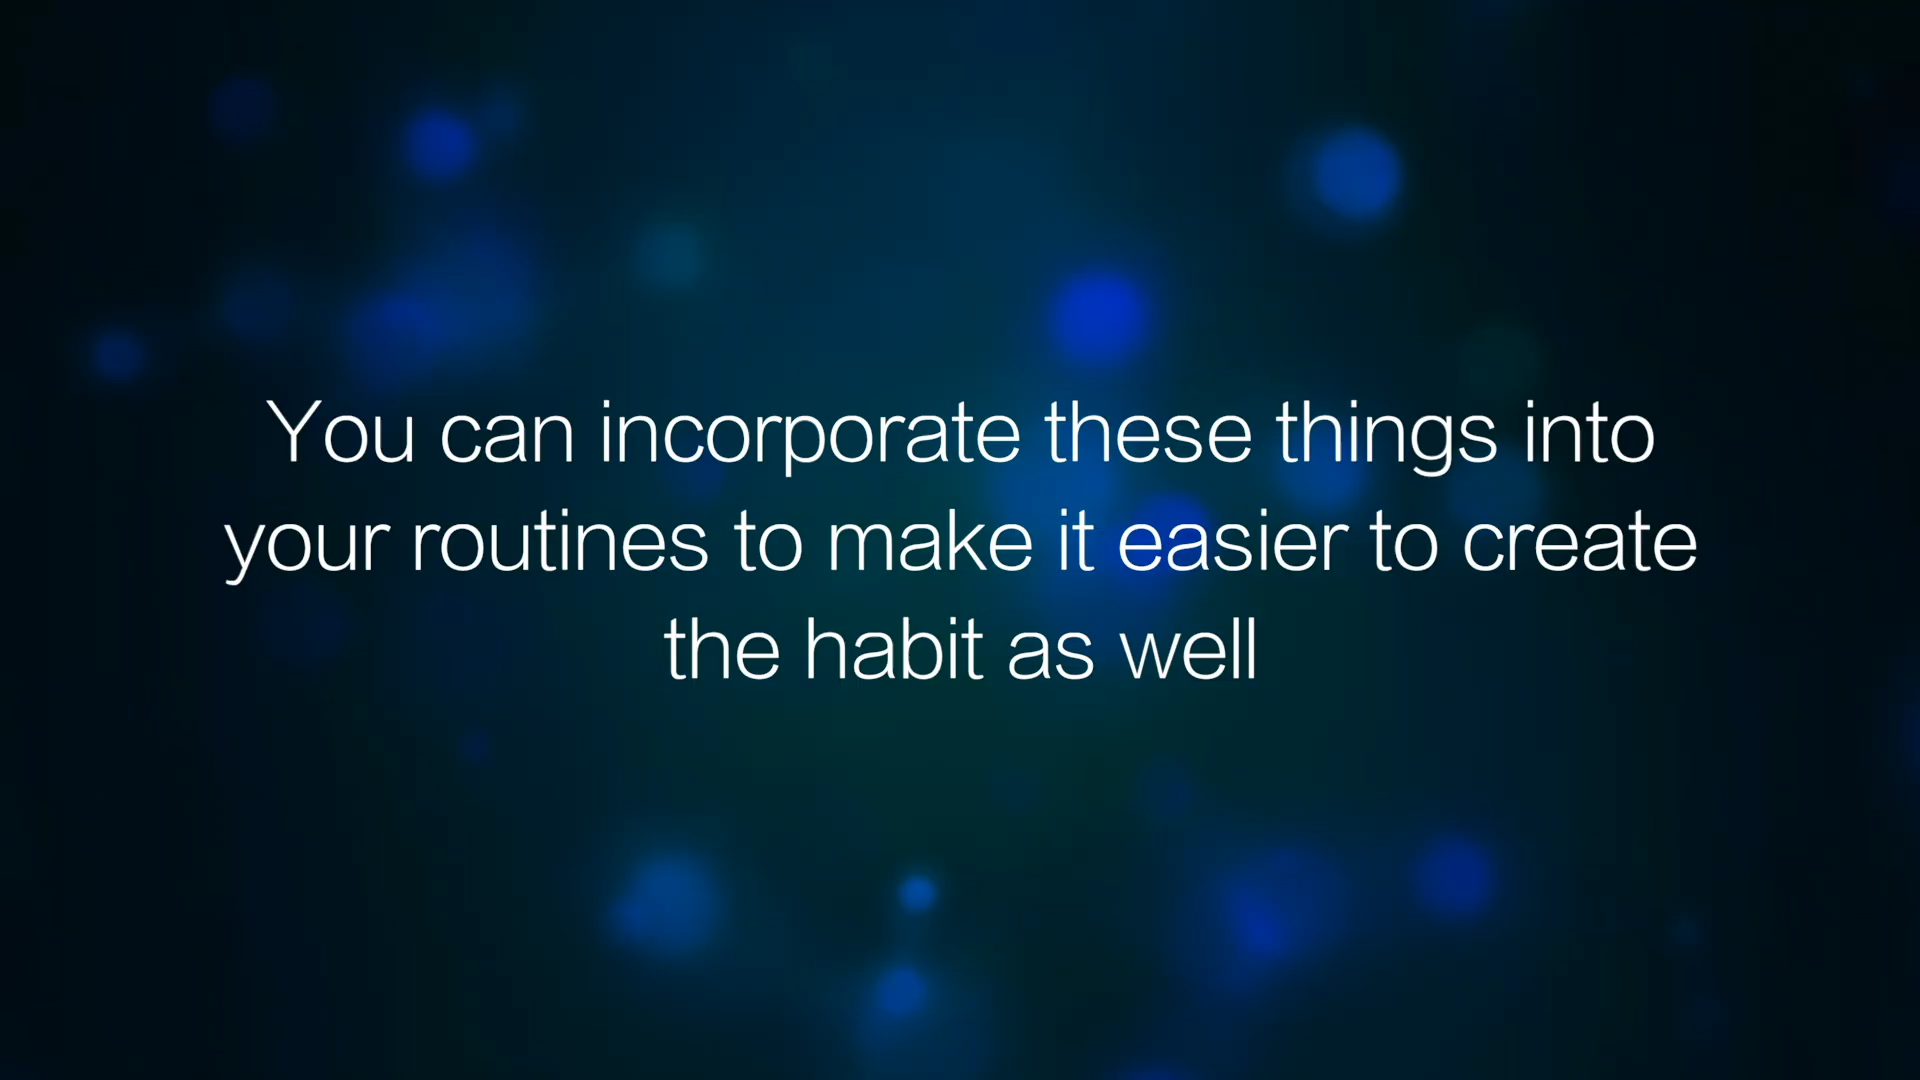 You can incorporate these things into
your routines to make it easier to create
the habit as well